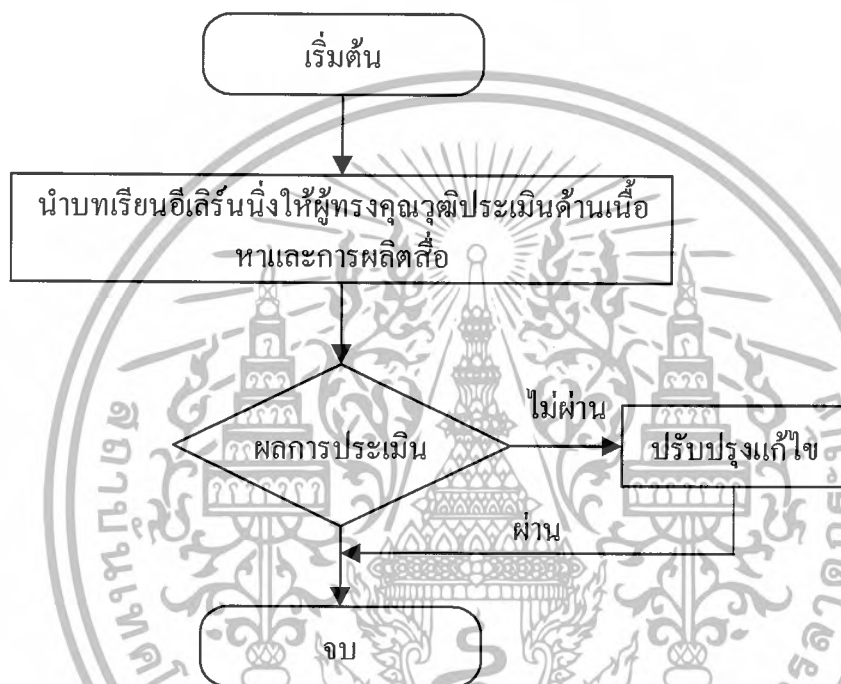 เริ่มต้น
นำบทเรียนอีเลิร์นนิ่งให้ผู้ทรงคุณวุฒิประเมินด้านเนื้อ
หาและการผลิตสื่อ
ผลการประเมิน
ไม่ผ่าน
ปรับปรุงแก้ไข
ผ่าน
จบ